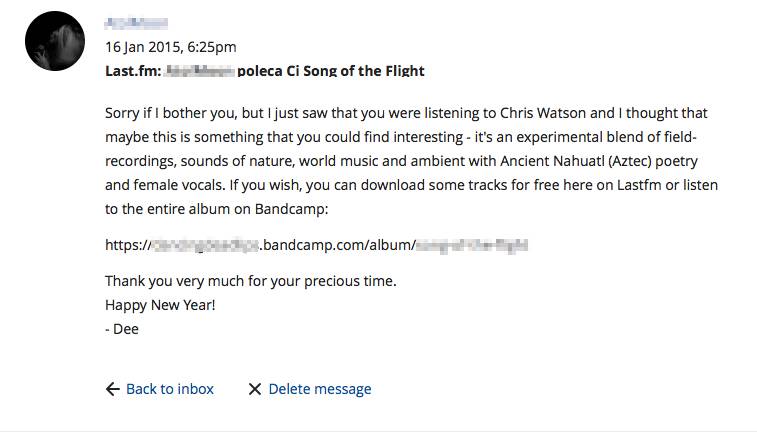 16 Jan 2015, 6:25pm
Last.fm: poleca Ci Song of the Flight
Sorry if I bother you, but I just saw that you were listening to Chris Watson and I thought that
maybe this is something that you could find interesting - it's an experimental blend of field-
recordings, sounds of nature, world music and ambient with Ancient Nahuatl (Aztec) poetry
and female vocals. If you wish, you can download some tracks for free here on Lastfm or listen
to the entire album on Bandcamp:
https://.bandcamp.com/album/
Thank you very much for your precious time.
Happy New Year!
- Dee
Back to inbox Delete message